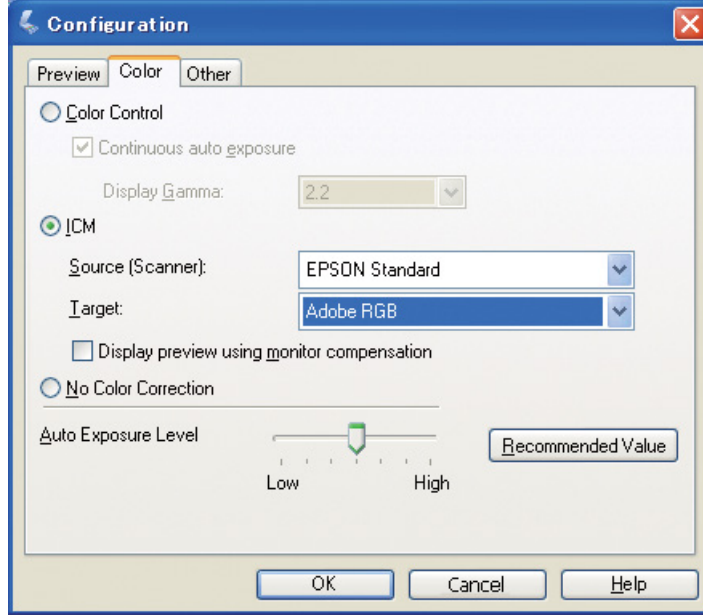 Configuration
Preview Color Other
Color Control
Continuous auto exposure
Display Gamma: 2.2
ICM
Source (Scanner): EPSON Standard
Target: Adobe RGB
Display preview using monitor compensation
No Color Correction
Auto Exposure Level
Recommended Value
Low High
OK Cancel Help